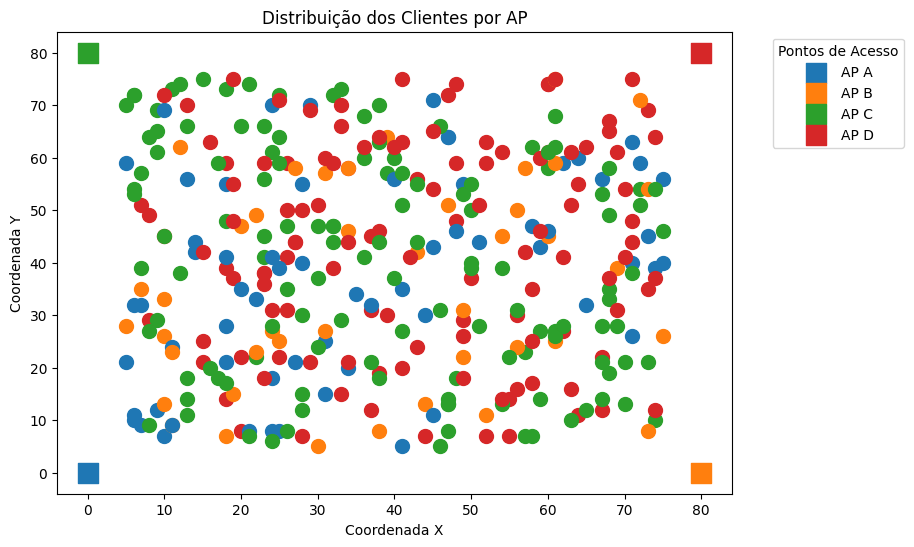 Distribuição dos Clientes por AP
Pontos de Acesso
AP A
AP B
AP C
AP D
Coordenada Y
80
70
60
50
40
30
20
10
0
0 10 20 30 40 50 60 70 80
Coordenada X